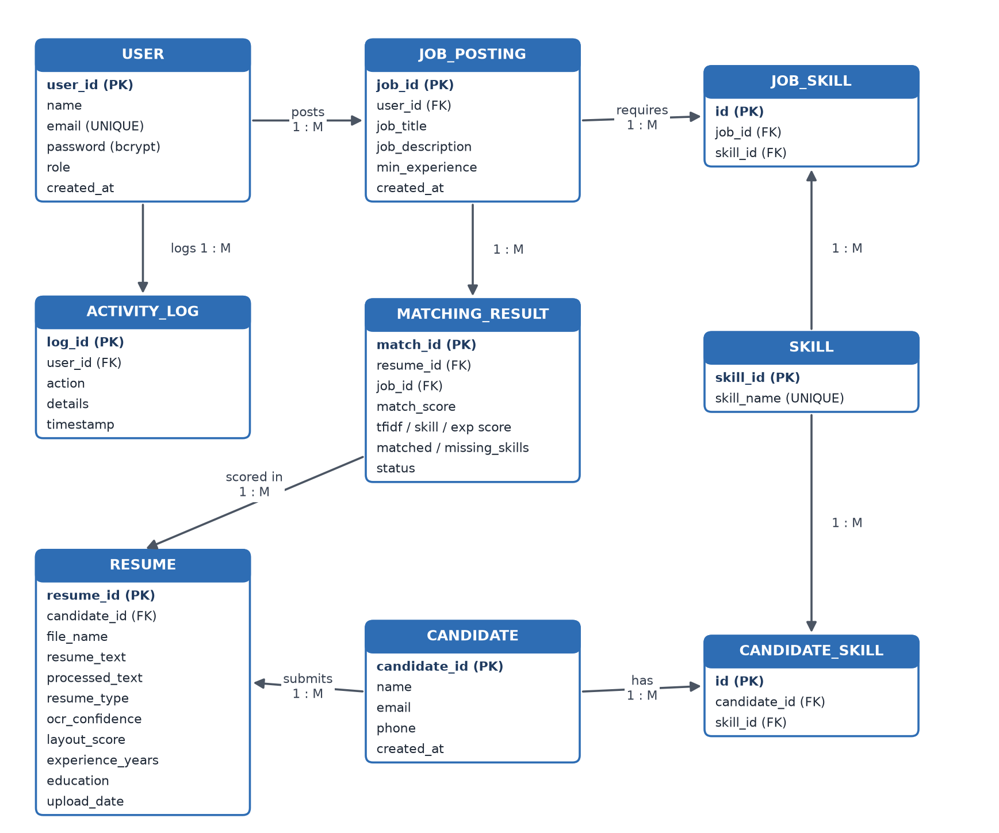 USER
user_id (PK)
name
email (UNIQUE)
password (bcrypt)
role
created_at
posts
1 : M
JOB_POSTING
job_id (PK)
user_id (FK)
job_title
job_description
min_experience
created_at
requires
1 : M
JOB_SKILL
id (PK)
job_id (FK)
skill_id (FK)
logs 1 : M
1 : M
1 : M
ACTIVITY_LOG
log_id (PK)
user_id (FK)
action
details
timestamp
MATCHING_RESULT
match_id (PK)
resume_id (FK)
job_id (FK)
match_score
tfidf / skill / exp score
matched / missing_skills
status
SKILL
skill_id (PK)
skill_name (UNIQUE)
scored in
1 : M
1 : M
RESUME
resume_id (PK)
candidate_id (FK)
file_name
resume_text
processed_text
resume_type
ocr_confidence
layout_score
experience_years
education
upload_date
submits
1 : M
CANDIDATE
candidate_id (PK)
name
email
phone
created_at
has
1 : M
CANDIDATE_SKILL
id (PK)
candidate_id (FK)
skill_id (FK)